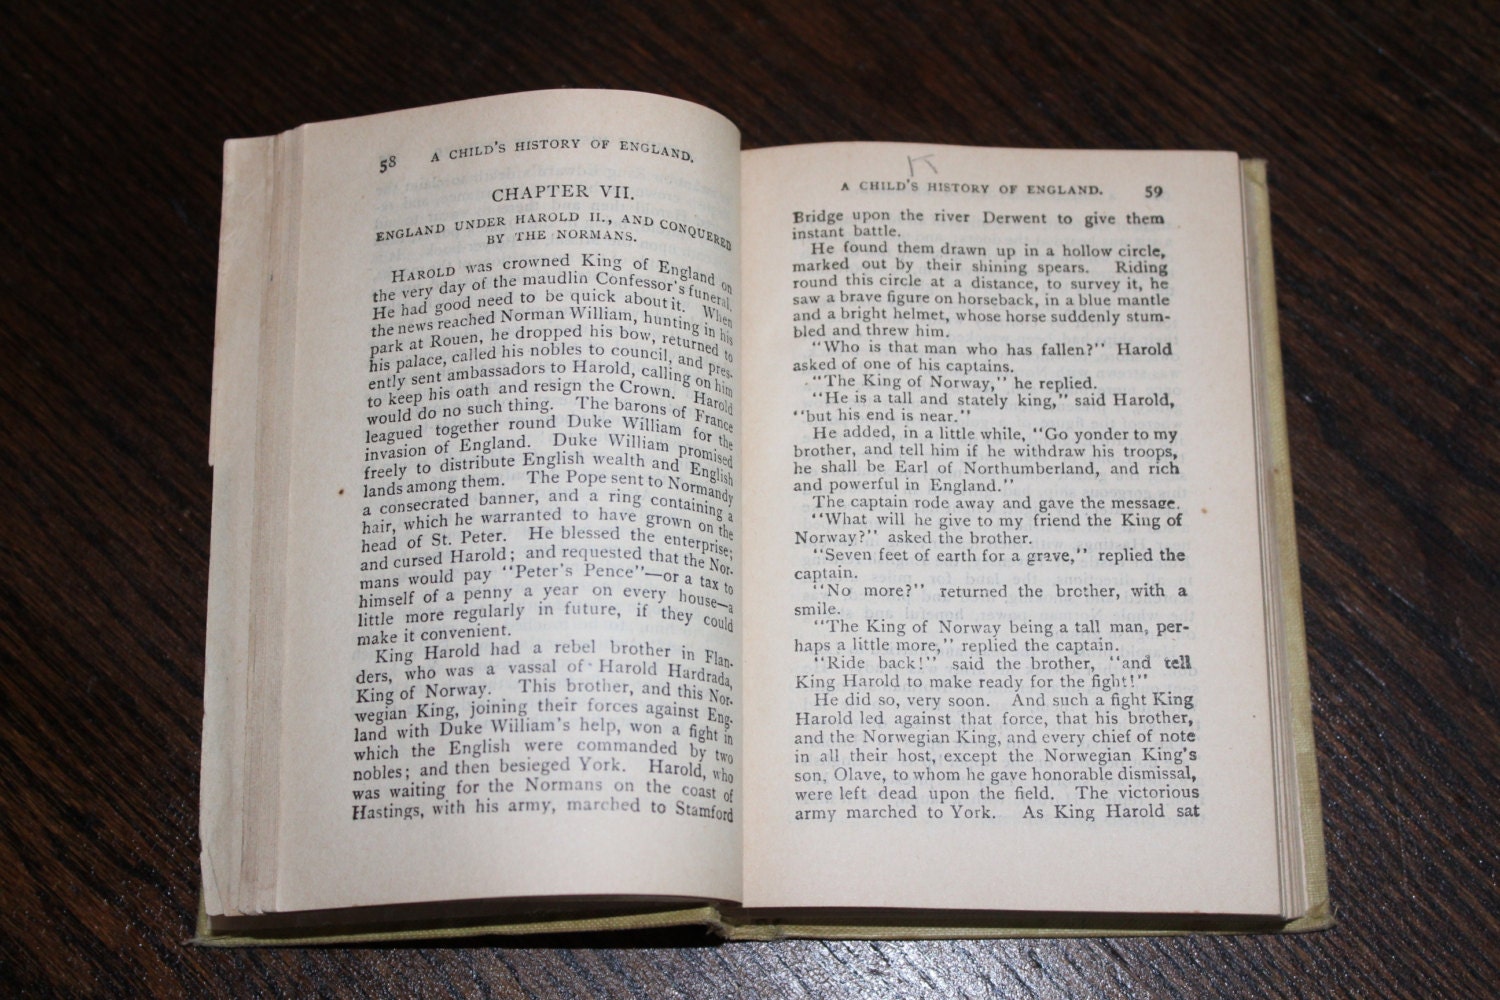 58 A CHILD'S HISTORY OF ENGLAND.
CHAPTER VII.
ENGLAND UNDER HAROLD II., AND CONQUERED
BY THE NORMANS.
HAROLD was crowned King of England on
the very day of the maudlin Confessor's funeral.
He had good need to be quick about it. When
the news reached Norman William, hunting in his
park at Rouen, he dropped his bow, returned to
his palace, called his nobles to council, and pres-
ently sent ambassadors to Harold, calling on him
to keep his oath and resign the Crown. Harold
would do no such thing. The barons of France
leagued together round Duke William for the
invasion of England. Duke William promised
freely to distribute English wealth and English
lands among them. The Pope sent to Normandy
a consecrated banner, and a ring containing a
hair, which he warranted to have grown on the
head of St. Peter. He blessed the enterprise;
and cursed Harold; and requested that the Nor-
mans would pay "Peter's Pence"—or a tax to
himself of a penny a year on every house—a
little more regularly in future, if they could
make it convenient.
King Harold had a rebel brother in Flan-
ders, who was a vassal of Harold Hardrada,
King of Norway. This brother, and this Nor-
wegian King, joining their forces against Eng-
land with Duke William's help, won a fight in
which the English were commanded by two
nobles; and then besieged York. Harold, who
was waiting for the Normans on the coast of
Hastings, with his army, marched to Stamford
K
A CHILD'S HISTORY OF ENGLAND. 59
Bridge upon the river Derwent to give them
instant battle.
He found them drawn up in a hollow circle,
marked out by their shining spears. Riding
round this circle at a distance, to survey it, he
saw a brave figure on horseback, in a blue mantle
and a bright helmet, whose horse suddenly stum-
bled and threw him.
"Who is that man who has fallen?" Harold
asked of one of his captains.
"The King of Norway," he replied.
"He is a tall and stately king," said Harold,
"but his end is near."
He added, in a little while, "Go yonder to my
brother, and tell him if he withdraw his troops,
he shall be Earl of Northumberland, and rich
and powerful in England."
The captain rode away and gave the message.
"What will he give to my friend the King of
Norway?" asked the brother.
"Seven feet of earth for a grave," replied the
captain.
"No more?" returned the brother, with a
smile.
"The King of Norway being a tall man, per-
haps a little more," replied the captain.
"Ride back!" said the brother, "and tell
King Harold to make ready for the fight!"
He did so, very soon. And such a fight King
Harold led against that force, that his brother,
and the Norwegian King, and every chief of note
in all their host, except the Norwegian King's
son, Olave, to whom he gave honorable dismissal,
were left dead upon the field. The victorious
army marched to York. As King Harold sat